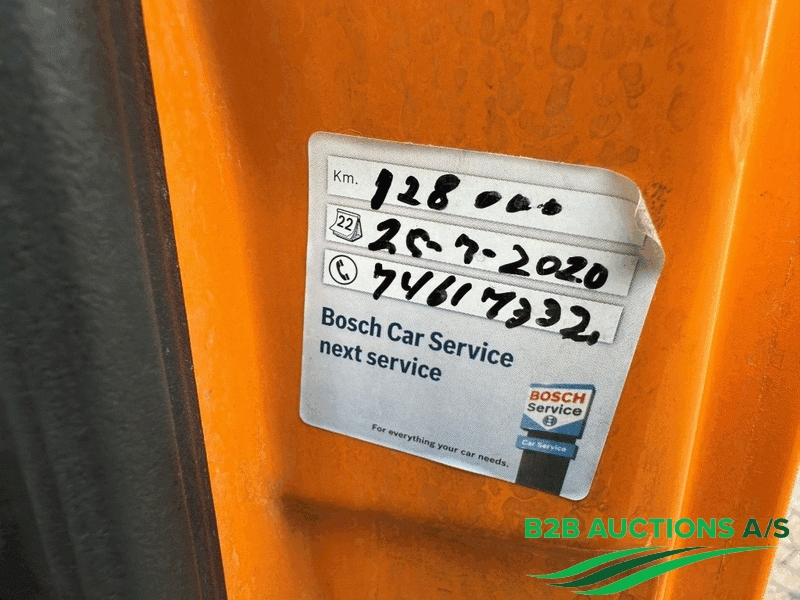 Km. 128 000
22 25-7-2020
74617332
Bosch Car Service
next service
BOSCH
Service
Car Service
For everything your car needs.
B2B AUCTIONS A/S